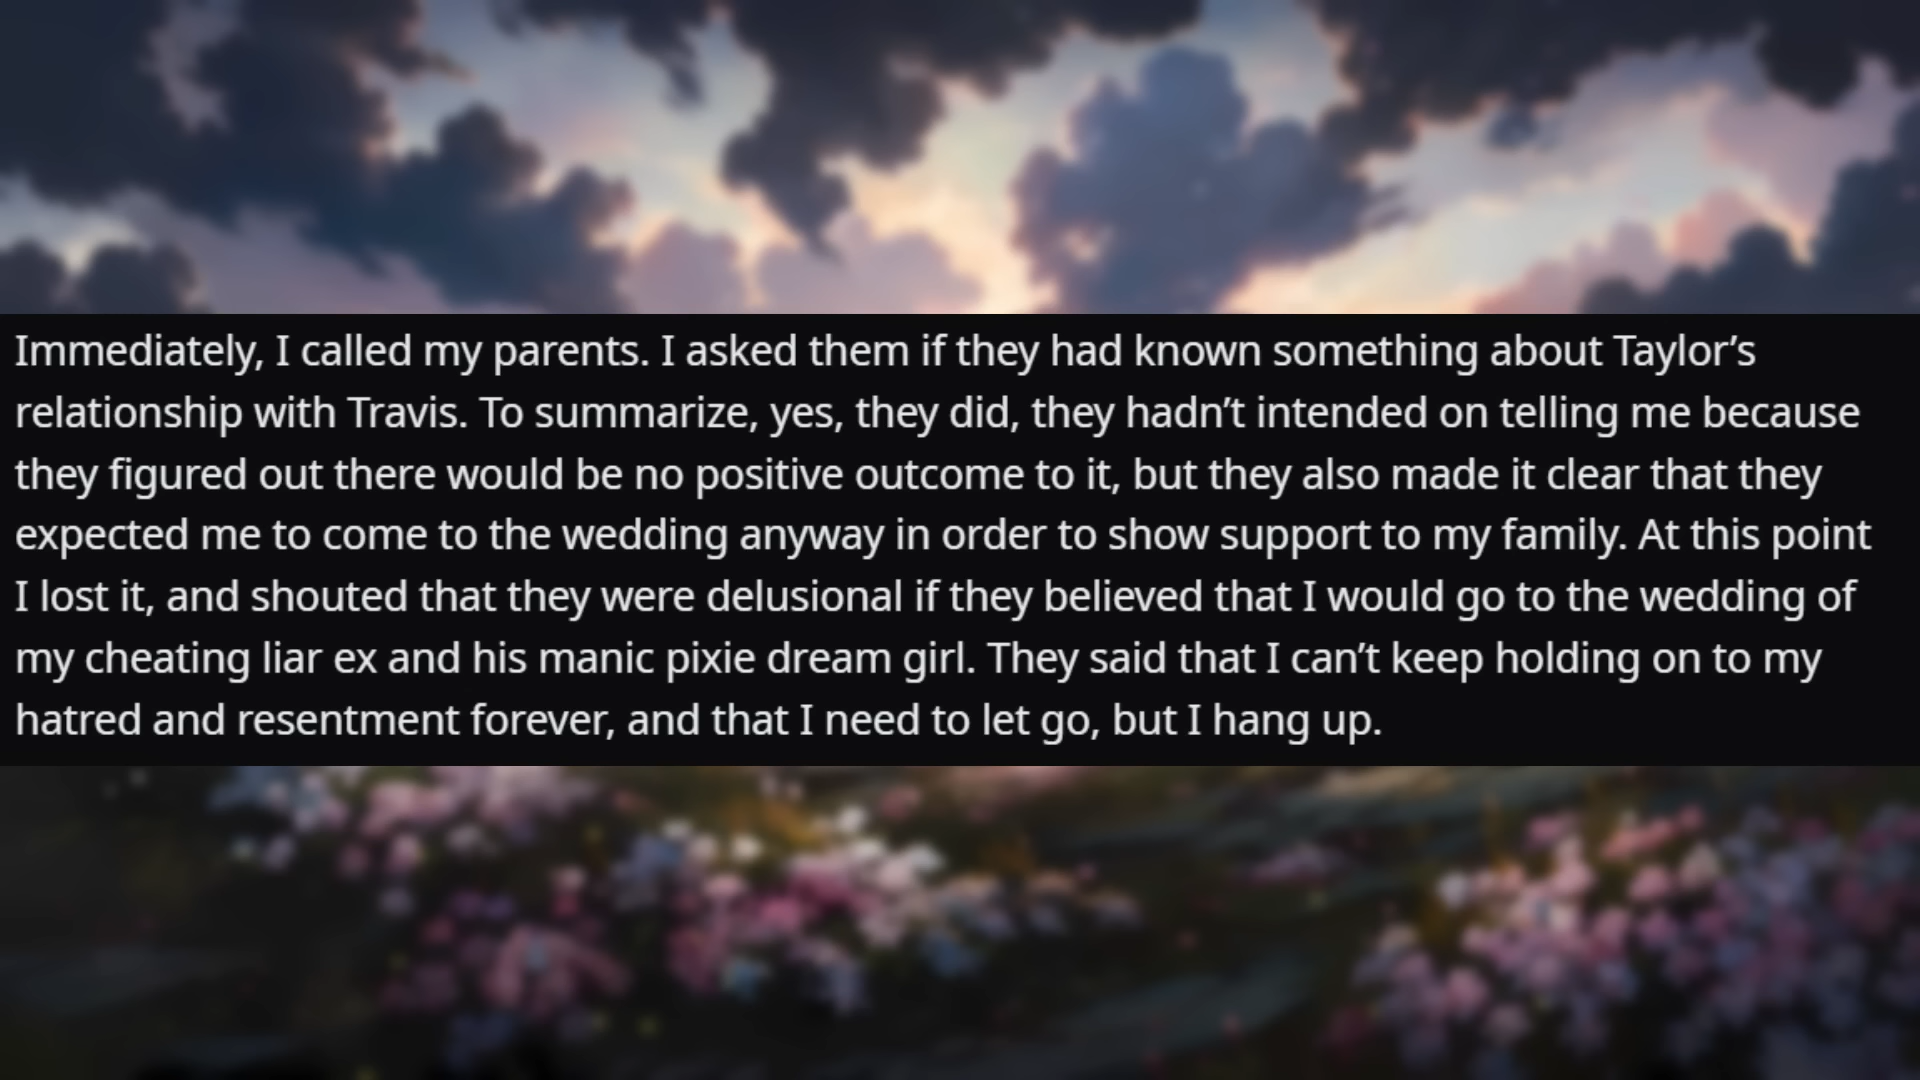 Immediately, I called my parents. I asked them if they had known something about Taylor’s
relationship with Travis. To summarize, yes, they did, they hadn’t intended on telling me because
they figured out there would be no positive outcome to it, but they also made it clear that they
expected me to come to the wedding anyway in order to show support to my family. At this point
I lost it, and shouted that they were delusional if they believed that I would go to the wedding of
my cheating liar ex and his manic pixie dream girl. They said that I can’t keep holding on to my
hatred and resentment forever, and that I need to let go, but I hang up.